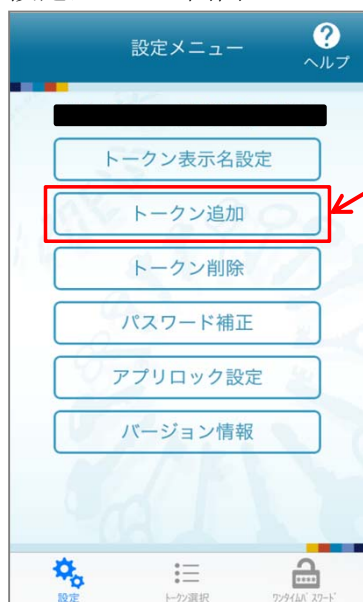 設定メニュー
ヘルプ
トークン表示名設定
トークン追加
トークン削除
パスワード補正
アプリロック設定
バージョン情報
設定
トークン選択
ワンタイムパスワード